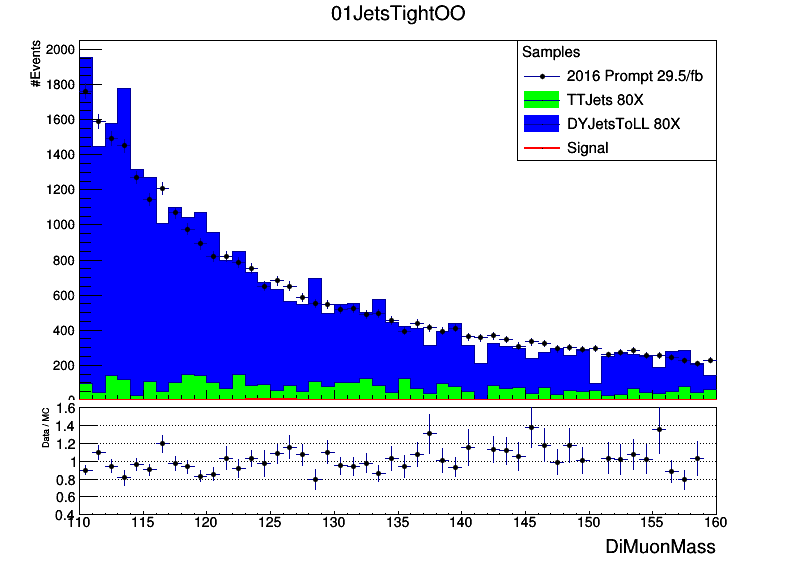 01JetsTightOO
#Events
2000
1800
1600
1400
1200
1000
800
600
400
200
0
Samples
2016 Prompt 29.5/fb
TTJets 80X
DYJetsToLL 80X
Signal
Data / MC
1.6
1.4
1.2
1
0.8
0.6
0.4
110 115 120 125 130 135 140 145 150 155 160
DiMuonMass